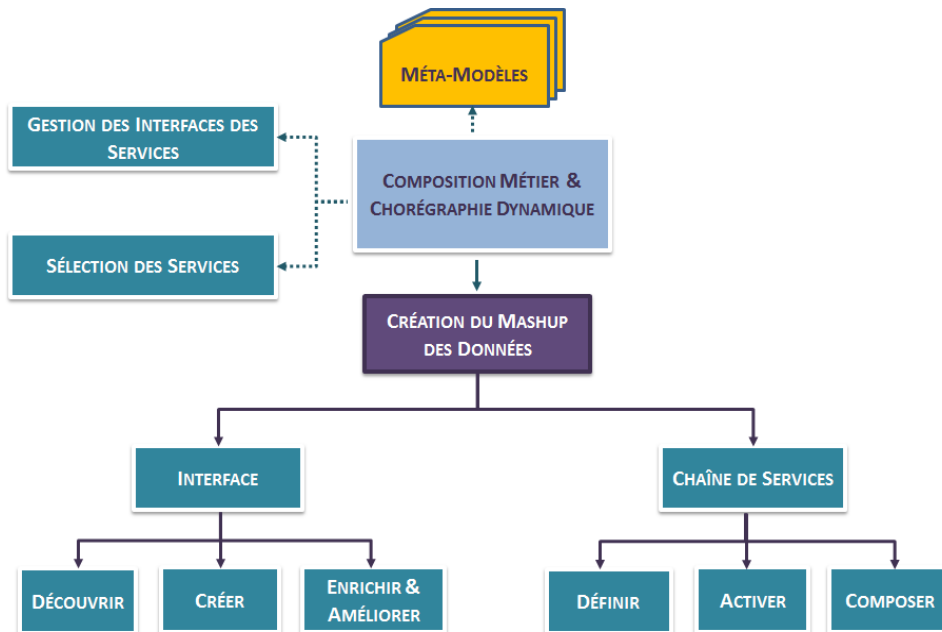 MÉTA-MODÈLES
GESTION DES INTERFACES DES
SERVICES
COMPOSITION MÉTIER &
CHORÉGRAPHIE DYNAMIQUE
SÉLECTION DES SERVICES
CRÉATION DU MASHUP
DES DONNÉES
INTERFACE
CHAÎNE DE SERVICES
DÉCOUVRIR
CRÉER
ENRICHIR &
AMÉLIORER
DÉFINIR
ACTIVER
COMPOSER